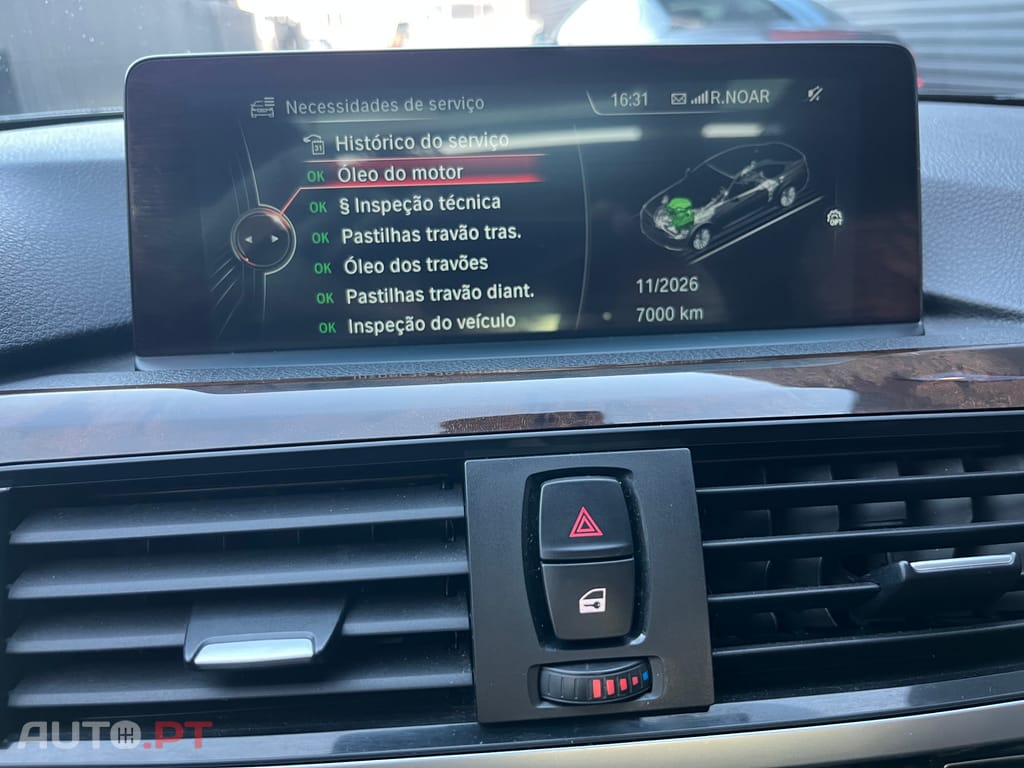 Necessidades de serviço
16:31
R.NOAR
Histórico do serviço
31
OK Óleo do motor
OK § Inspeção técnica
OK Pastilhas travão tras.
OK Óleo dos travões
OK Pastilhas travão diant.
OK Inspeção do veículo
OFF
11/2026
7000 km
AUTO.PT